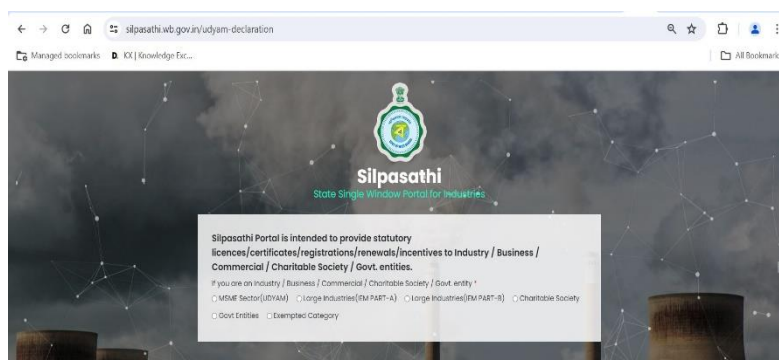 silpasathi.wb.gov.in/udyam-declaration
Managed bookmarks D. KX | Knowledge Exc... All Bookmark
Silpasathi
State Single Window Portal for Industries
Silpasathi Portal is intended to provide statutory
licences/certificates/registrations/renewals/incentives to Industry / Business /
Commercial / Charitable Society / Govt. entities.
If you are an Industry / Business / Commercial / Charitable Society / Govt. entity *
MSME Sector(UDYAM) Large Industries(IEM PART-A) Large Industries(IEM PART-B) Charitable Society
Govt Entities Exempted Category